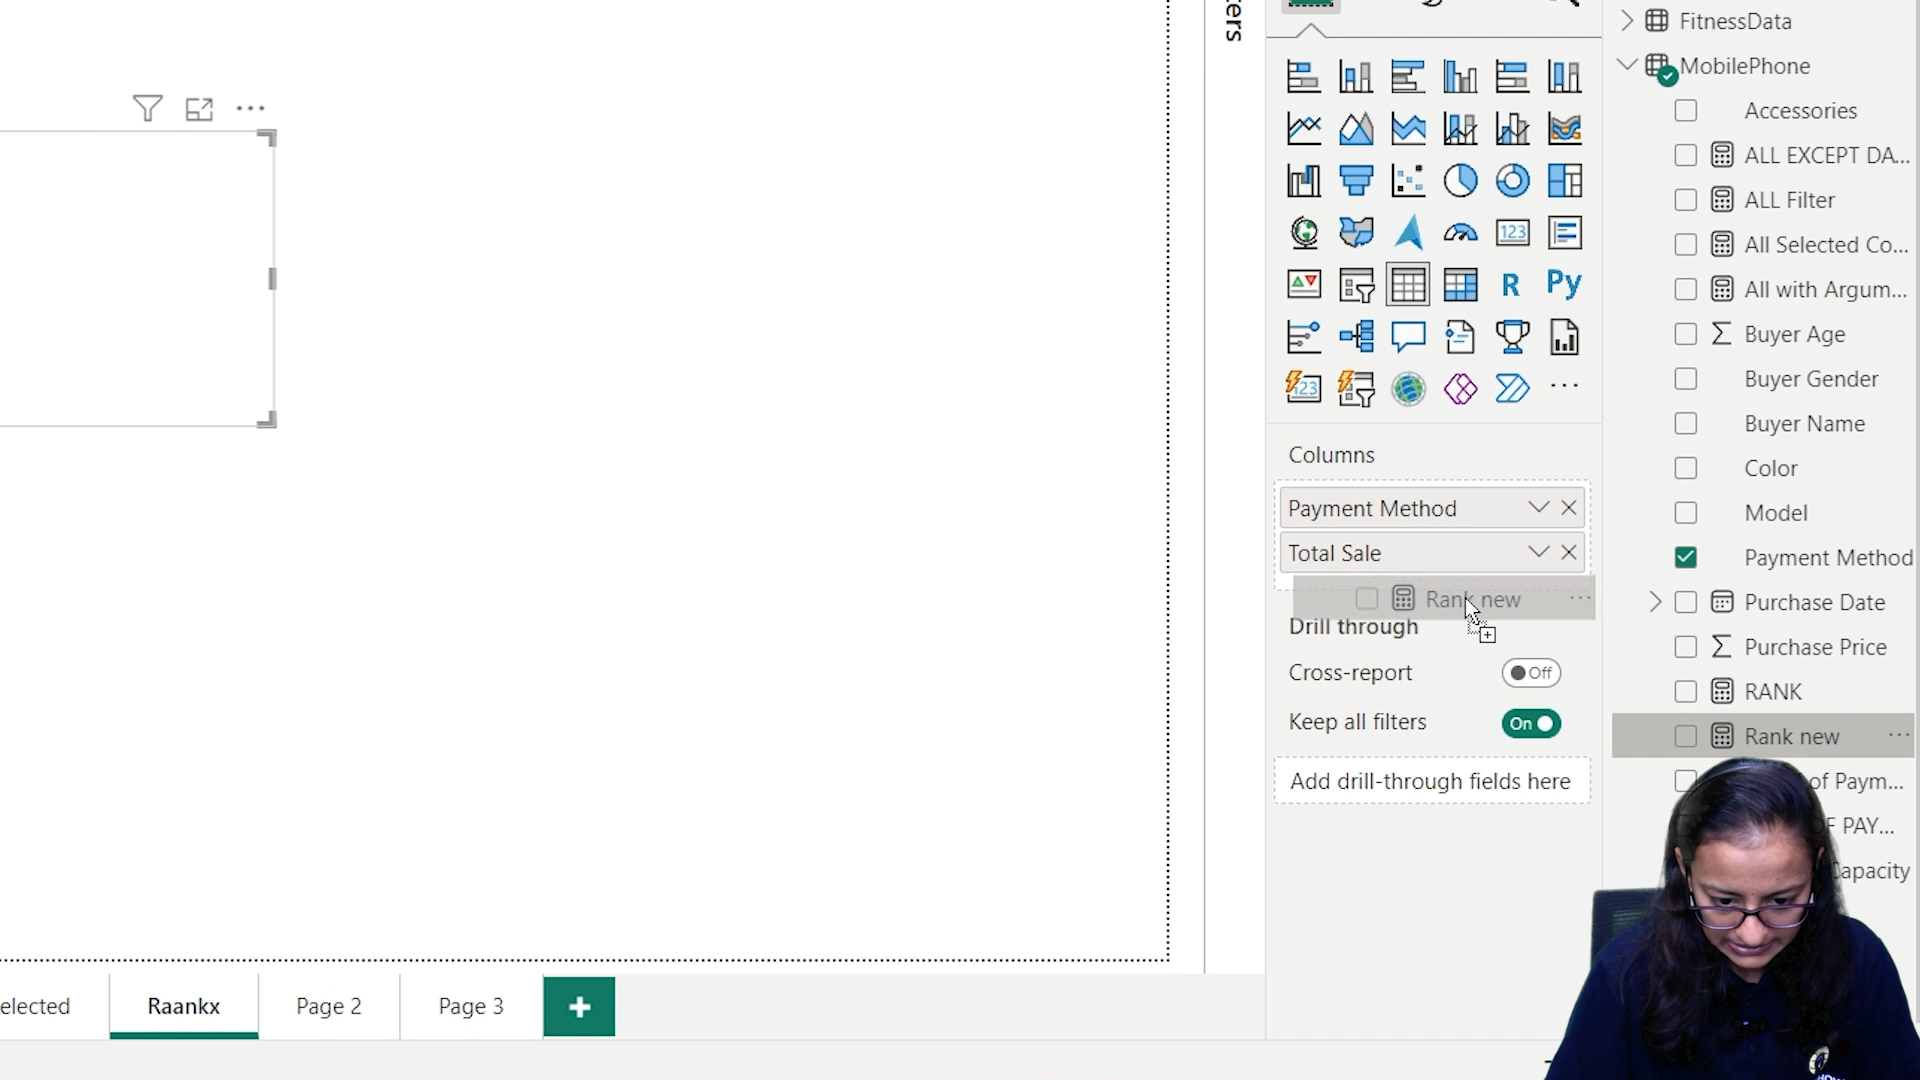 ers
FitnessData
MobilePhone
Accessories
ALL EXCEPT DA...
ALL Filter
All Selected Co...
All with Argum...
Buyer Age
Buyer Gender
Buyer Name
Color
Model
Payment Method
Purchase Date
Purchase Price
RANK
Rank new
of Paym...
F PAY...
Capacity
123
R
Py
123
Columns
Payment Method
Total Sale
Rank new
Drill through
Cross-report
Off
Keep all filters
On
Add drill-through fields here
elected
Raankx
Page 2
Page 3